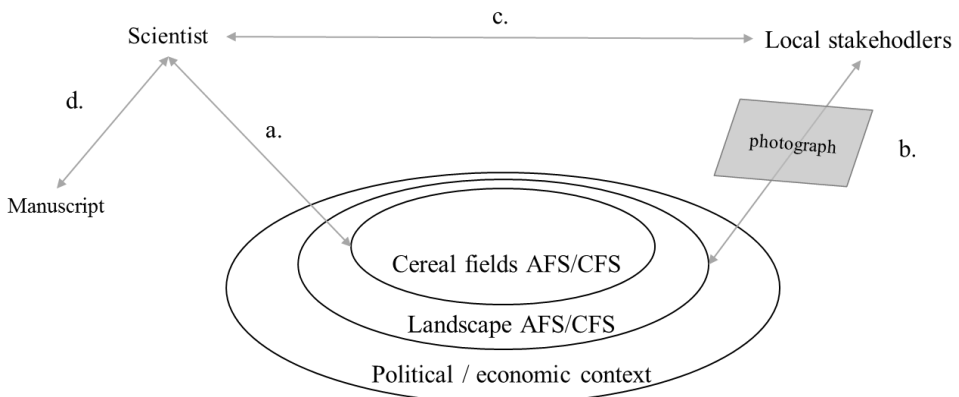 c.
Scientist
Local stakehodlers
d.
a.
photograph
b.
Manuscript
Cereal fields AFS/CFS
Landscape AFS/CFS
Political / economic context